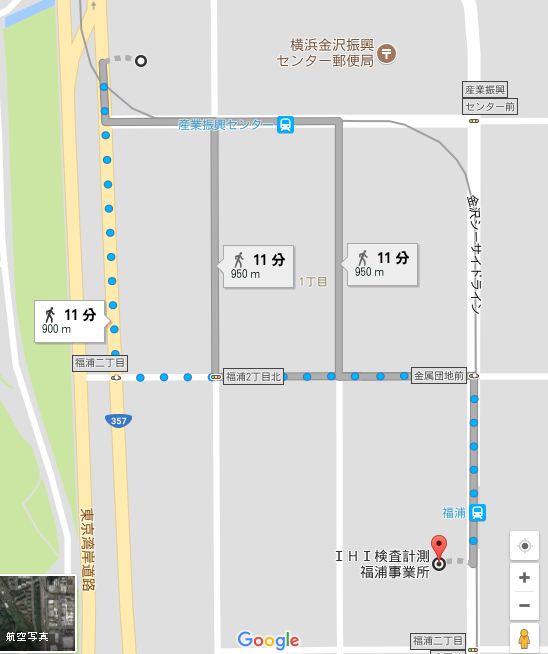 横浜金沢振興
センター郵便局
産業振興
センター前
産業振興センター
金沢シーサイドライン
11 分
950 m
11 分
950 m
1丁目
11 分
900 m
福浦二丁目
福浦2丁目北
金属団地前
357
東京湾岸道路
福浦
IHI検査計測
福浦事業所
航空写真
Google
福浦二丁目